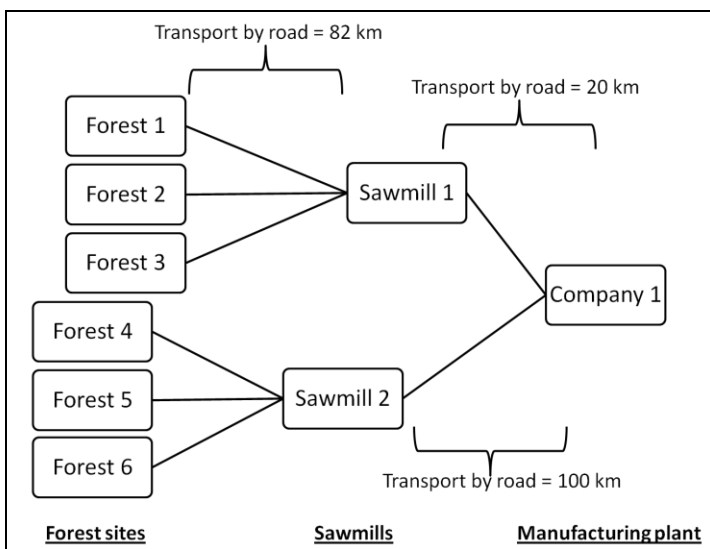 Transport by road = 82 km
Transport by road = 20 km
Forest 1
Forest 2
Sawmill 1
Forest 3
Company 1
Forest 4
Forest 5
Sawmill 2
Forest 6
Transport by road = 100 km
Forest sites
Sawmills
Manufacturing plant